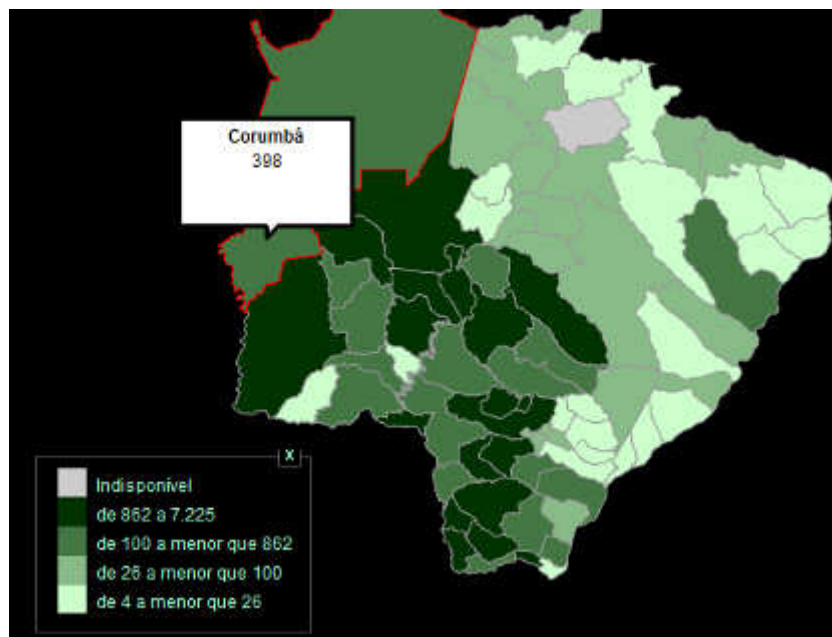 Corumbá
398
X
Indisponível
de 862 a 7.225
de 100 a menor que 862
de 26 a menor que 100
de 4 a menor que 26